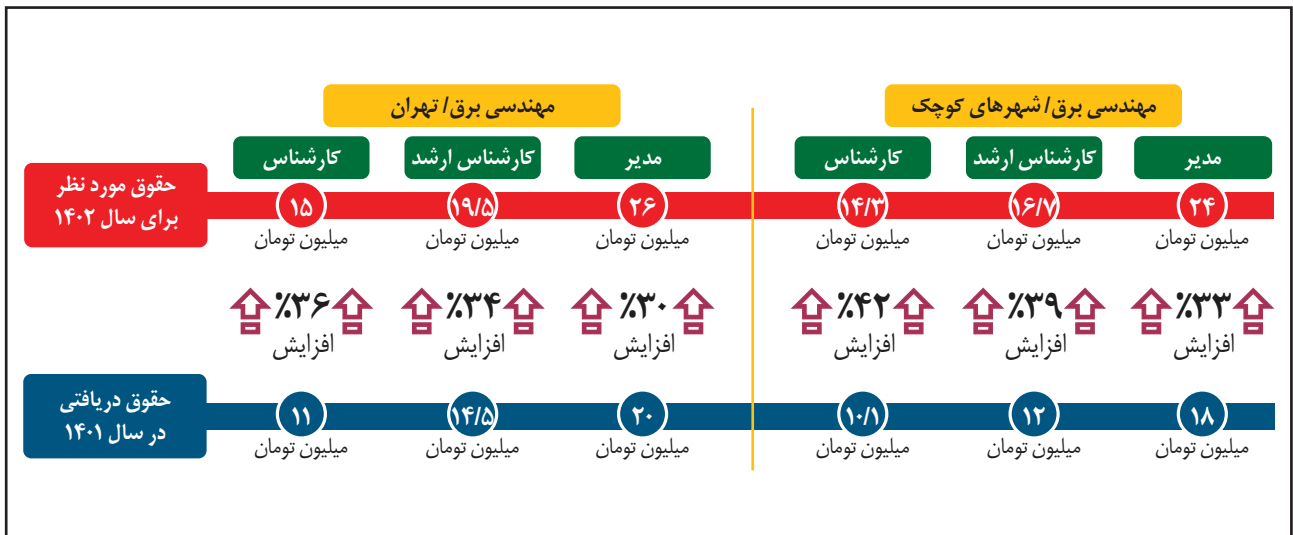 مهندسی برق/ شهرهای کوچک
مهندسی برق/ تهران
مدیر
کارشناس ارشد
کارشناس
مدیر
کارشناس ارشد
کارشناس
حقوق مورد نظر
برای سال ۱۴۰۲
۲۴
۱۶/۷
۱۴/۳
۲۶
۱۹/۵
۱۵
میلیون تومان
میلیون تومان
میلیون تومان
میلیون تومان
میلیون تومان
میلیون تومان
٪۳۳
٪۳۹
٪۴۲
٪۳۰
٪۳۴
٪۳۶
افزایش
افزایش
افزایش
افزایش
افزایش
افزایش
حقوق دریافتی
در سال ۱۴۰۱
۱۸
۱۲
۱۰/۱
۲۰
۱۴/۵
۱۱
میلیون تومان
میلیون تومان
میلیون تومان
میلیون تومان
میلیون تومان
میلیون تومان